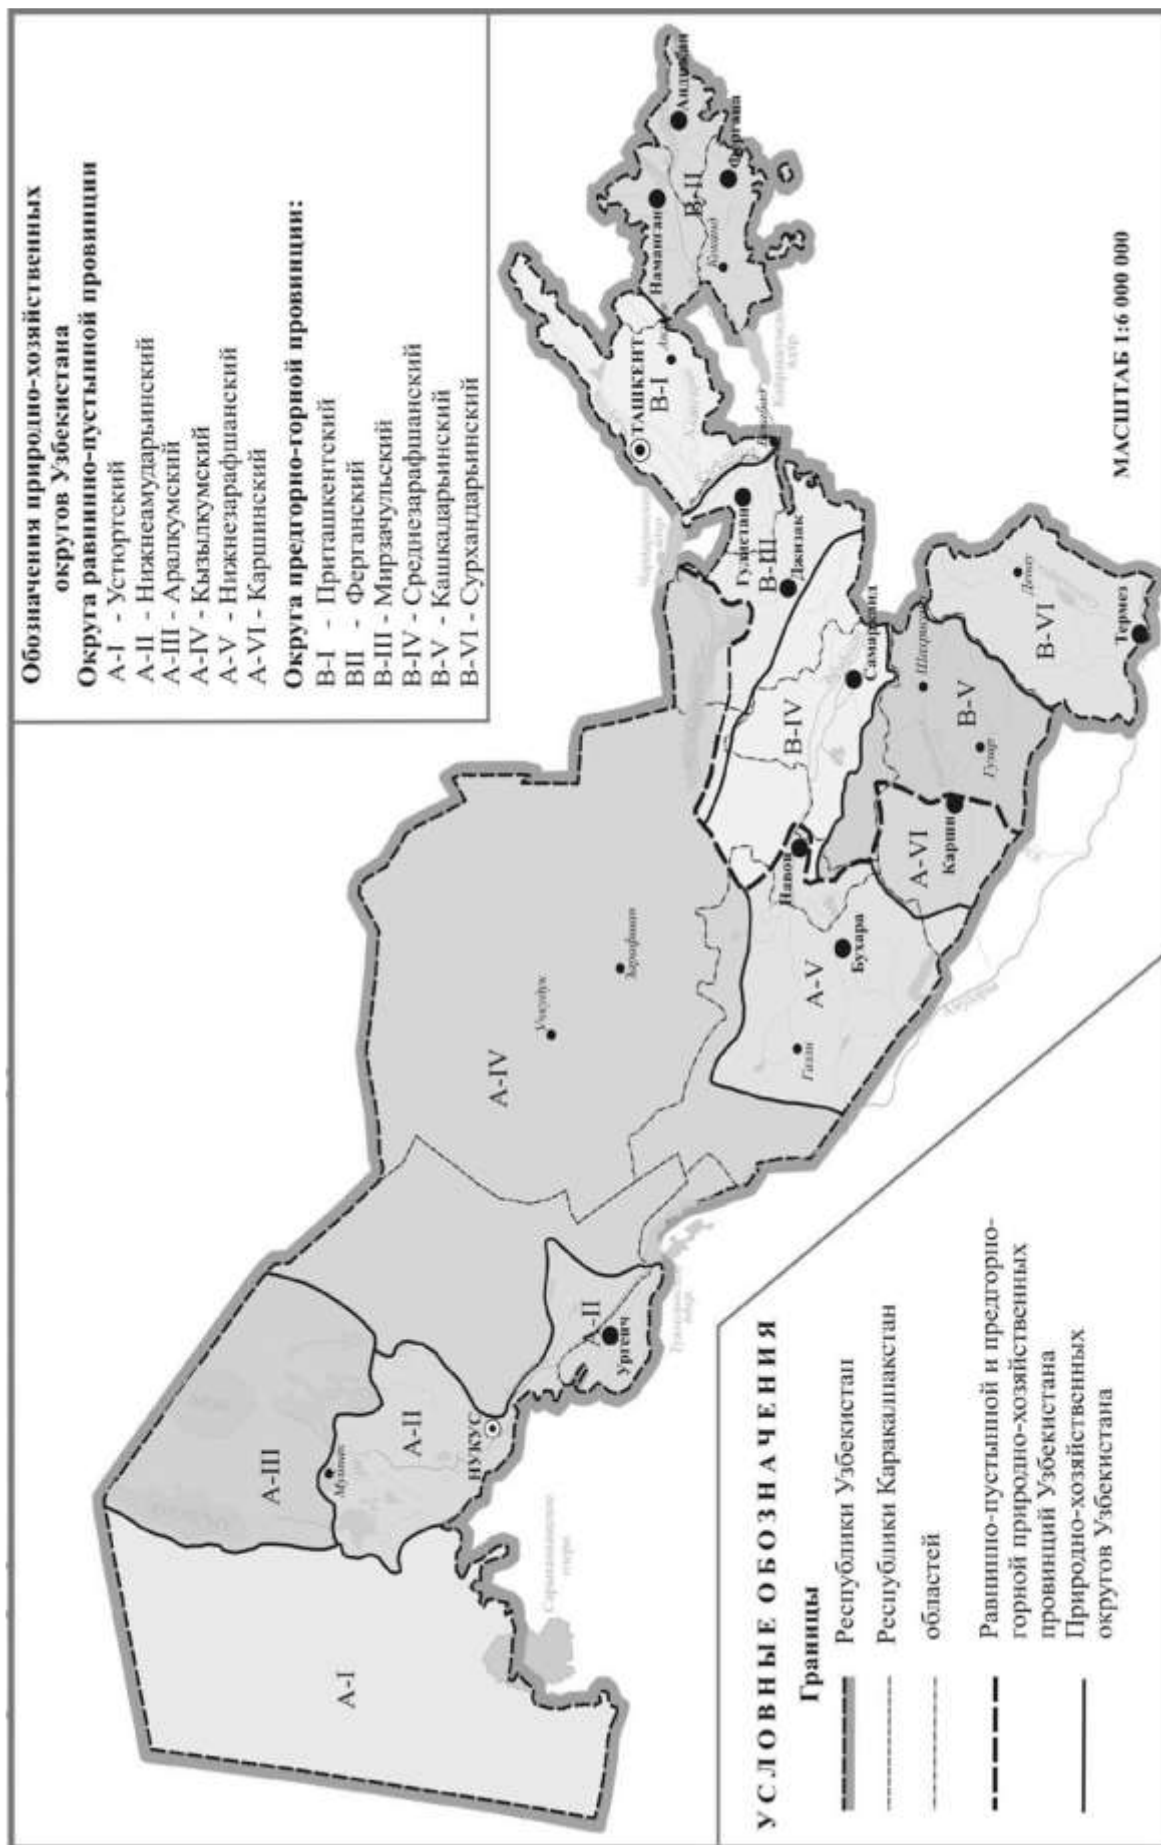 Обозначения природно-хозяйственных
округов Узбекистана
Округа равнинно-пустынной провинции
А-I - Устюртский
А-II - Нижнеамударьинский
А-III - Аралкумский
А-IV - Кызылкумский
А-V - Нижнезарафшанский
А-VI - Каршинский
Округа предгорно-горной провинции:
В-I - Приташкентский
ВII - Ферганский
В-III - Мирзачульский
В-IV - Среднезарафшанский
В-V - Кашкадарьинский
В-VI - Сурхандарьинский
А-I
А-III
Муйнак
А-II
НУКУС
Сарыкамышское
озеро
А-II
Ургенч
А-IV
Учкудук
Зарафшан
А-V
Газли
Бухара
Навои
А-VI
Карши
В-IV
Самарканд
В-V
Гузар
В-VI
Денау
Термез
В-III
Гулистан
Джизак
ТАШКЕНТ
В-I
Наманган
В-II
Коканд
Андижан
Фергана
МАСШТАБ 1:6 000 000
УСЛОВНЫЕ ОБОЗНАЧЕНИЯ
Границы
Республики Узбекистан
Республики Каракалпакстан
областей
Равнинно-пустынной и предгорно-
горной природно-хозяйственных
провинций Узбекистана
Природно-хозяйственных
округов Узбекистана